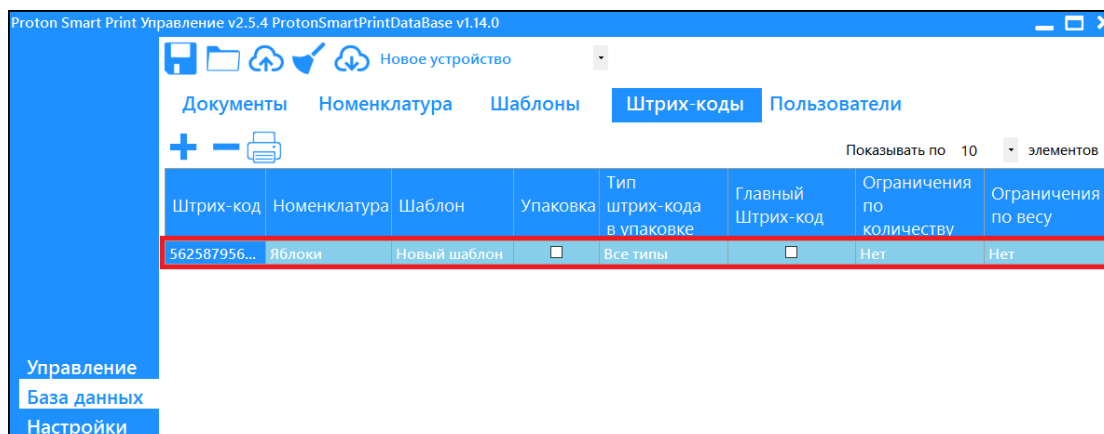 Proton Smart Print Управление v2.5.4 ProtonSmartPrintDataBase v1.14.0
Новое устройство
Документы Номенклатура Шаблоны Штрих-коды Пользователи
Показывать по 10 элементов
Штрих-код Номенклатура Шаблон Упаковка Тип штрих-кода в упаковке Главный Штрих-код Ограничения по количеству Ограничения по весу
562587956... Яблоки Новый шаблон Все типы Нет Нет
Управление
База данных
Настройки